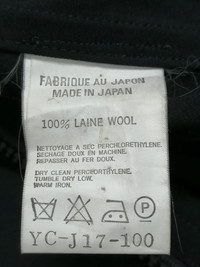 FABRIQUE AU JAPON
MADE IN JAPAN
100% LAINE WOOL
NETTOYAGE A SEC PERCHLORETHYLENE.
SECHAGE DOUX EN MACHINE.
REPASSER AU FER DOUX.
DRY CLEAN PERCHLORTHYLENE.
TUMBLE DRY LOW.
WARM IRON.
P
YC-J17-100